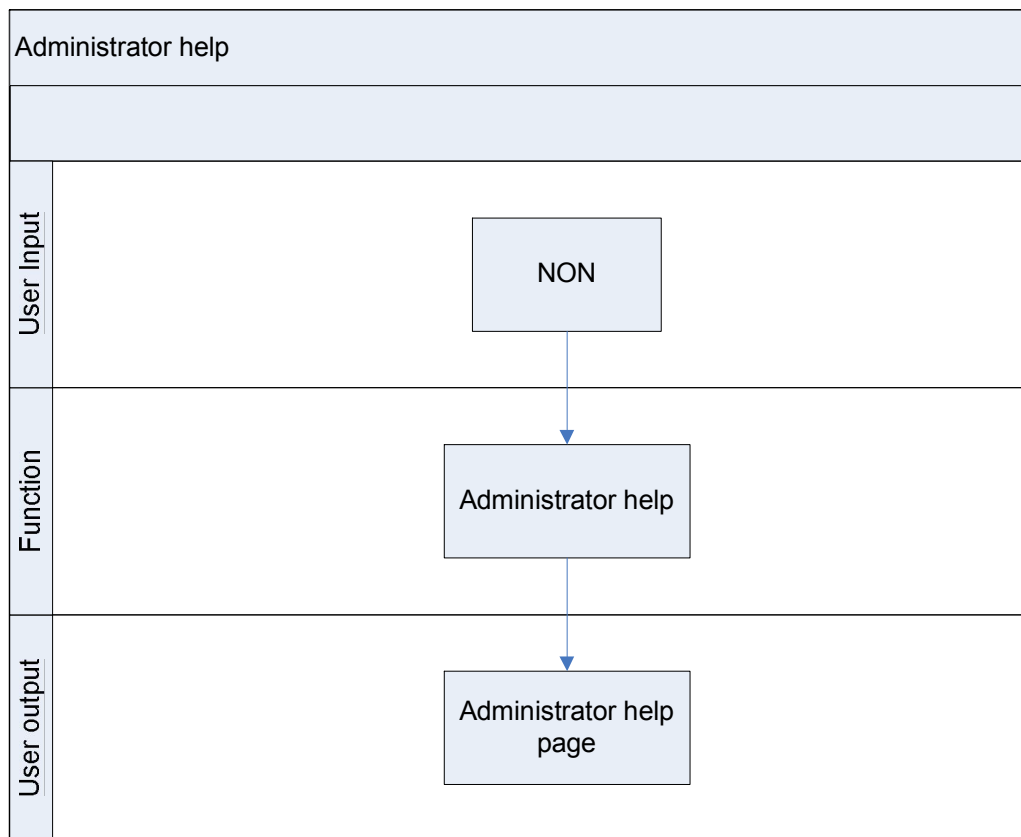 Administrator help
User Input
NON
Function
Administrator help
User output
Administrator help
page